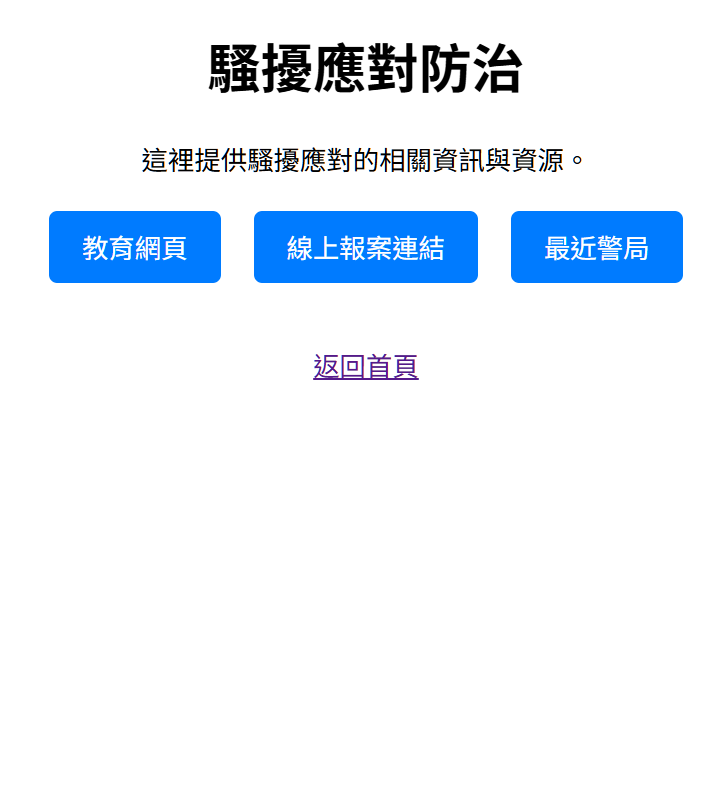 騷擾應對防治
這裡提供騷擾應對的相關資訊與資源。
教育網頁
線上報案連結
最近警局
返回首頁